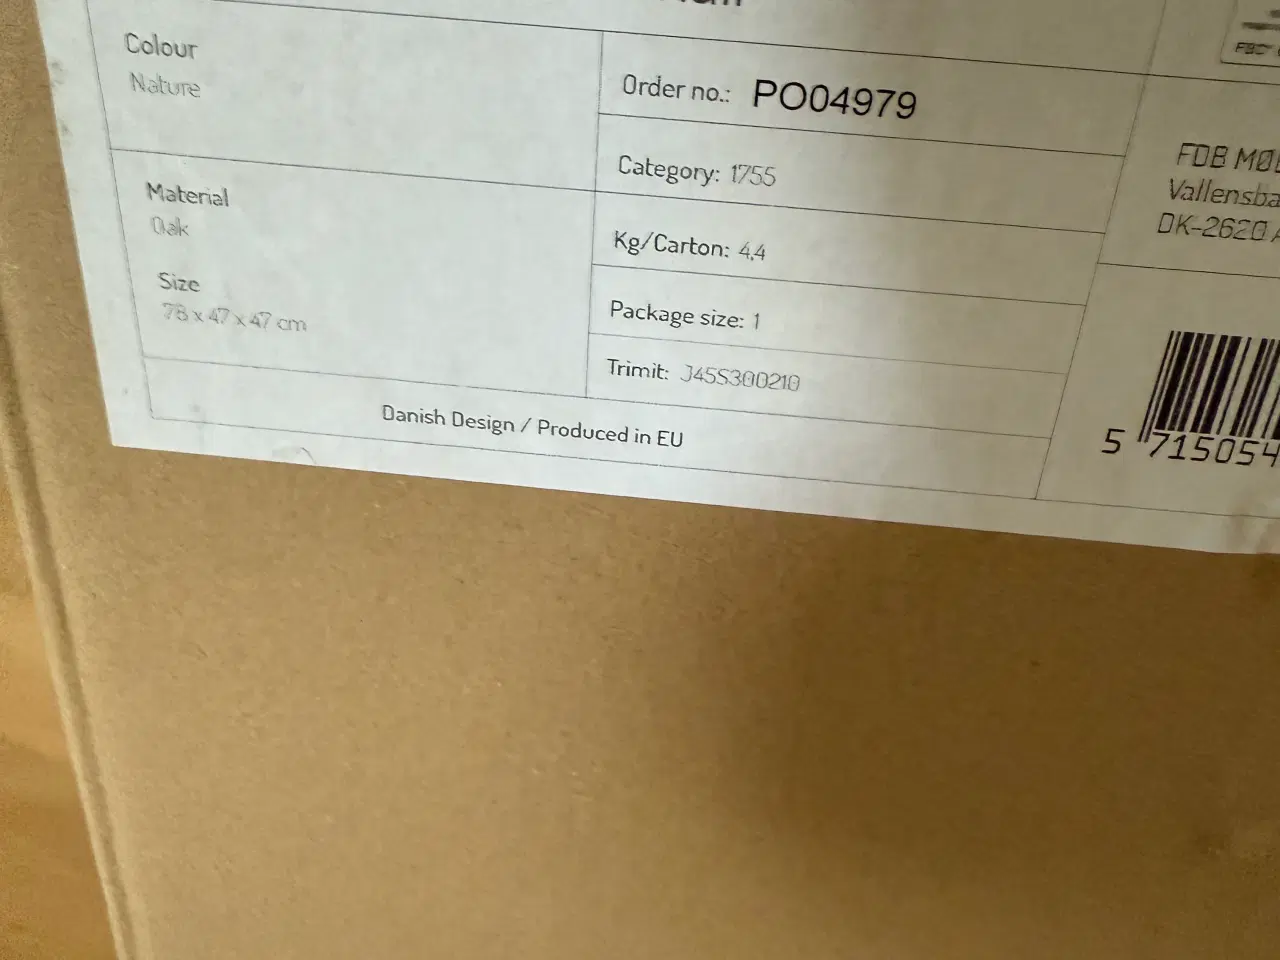 Colour
Nature
Order no.: PO04979
Category: 1755
Material
Oak
Kg/Carton: 4,4
Size
78 x 47 x 47 cm
Package size: 1
Trimit: J45S300210
Danish Design / Produced in EU
FDB MØ
Vallensba
DK-2620
5 715054